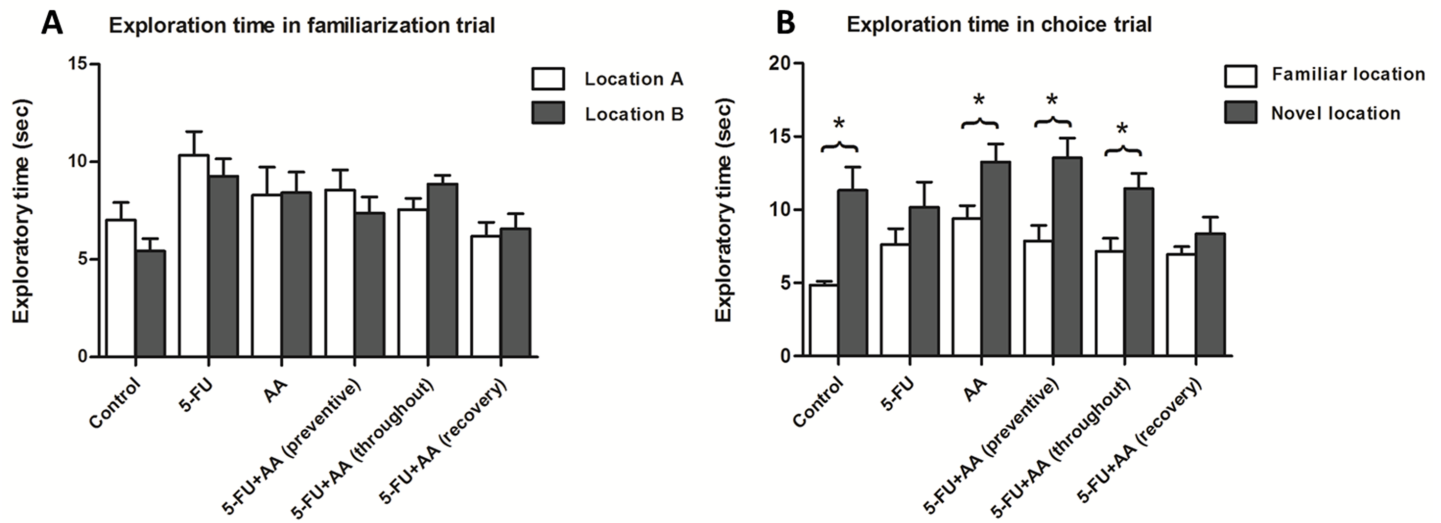 A
Exploration time in familiarization trial
Exploratory time (sec)
15
10
5
0
Location A
Location B
Control
5-FU
AA
5-FU+AA (preventive)
5-FU+AA (throughout)
5-FU+AA (recovery)
B
Exploration time in choice trial
Exploratory time (sec)
20
15
10
5
0
* * * *
Familiar location
Novel location
Control
5-FU
AA
5-FU+AA (preventive)
5-FU+AA (throughout)
5-FU+AA (recovery)